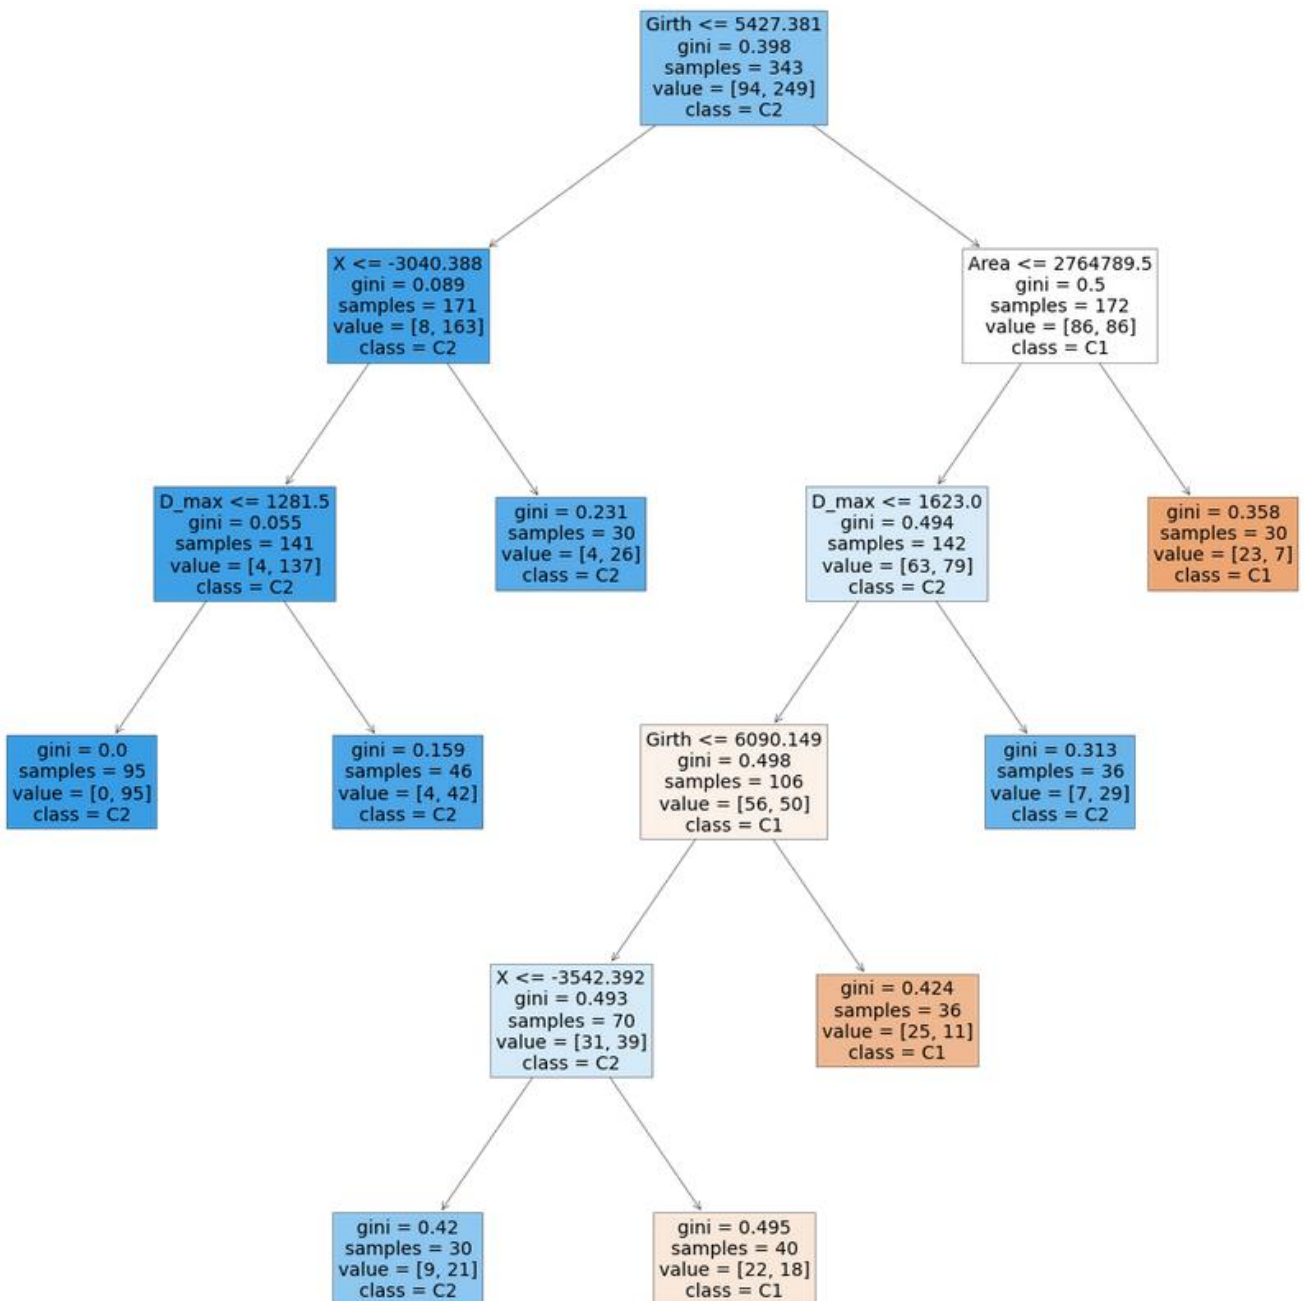 Girth <= 5427.381
gini = 0.398
samples = 343
value = [94, 249]
class = C2
X <= -3040.388
gini = 0.089
samples = 171
value = [8, 163]
class = C2
Area <= 2764789.5
gini = 0.5
samples = 172
value = [86, 86]
class = C1
D_max <= 1281.5
gini = 0.055
samples = 141
value = [4, 137]
class = C2
gini = 0.231
samples = 30
value = [4, 26]
class = C2
D_max <= 1623.0
gini = 0.494
samples = 142
value = [63, 79]
class = C2
gini = 0.358
samples = 30
value = [23, 7]
class = C1
gini = 0.0
samples = 95
value = [0, 95]
class = C2
gini = 0.159
samples = 46
value = [4, 42]
class = C2
Girth <= 6090.149
gini = 0.498
samples = 106
value = [56, 50]
class = C1
gini = 0.313
samples = 36
value = [7, 29]
class = C2
X <= -3542.392
gini = 0.493
samples = 70
value = [31, 39]
class = C2
gini = 0.424
samples = 36
value = [25, 11]
class = C1
gini = 0.42
samples = 30
value = [9, 21]
class = C2
gini = 0.495
samples = 40
value = [22, 18]
class = C1